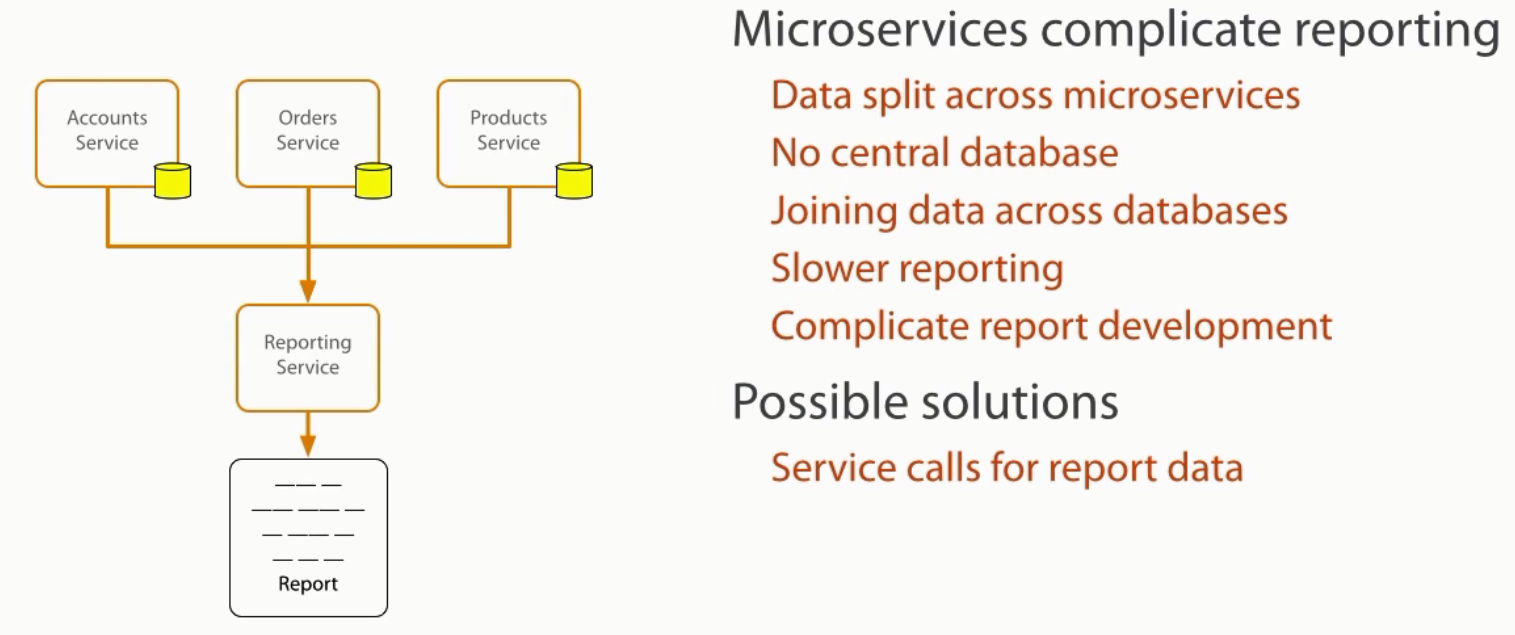 Microservices complicate reporting
Data split across microservices
No central database
Joining data across databases
Slower reporting
Complicate report development
Possible solutions
Service calls for report data
Accounts
Service
Orders
Service
Products
Service
Reporting
Service
Report